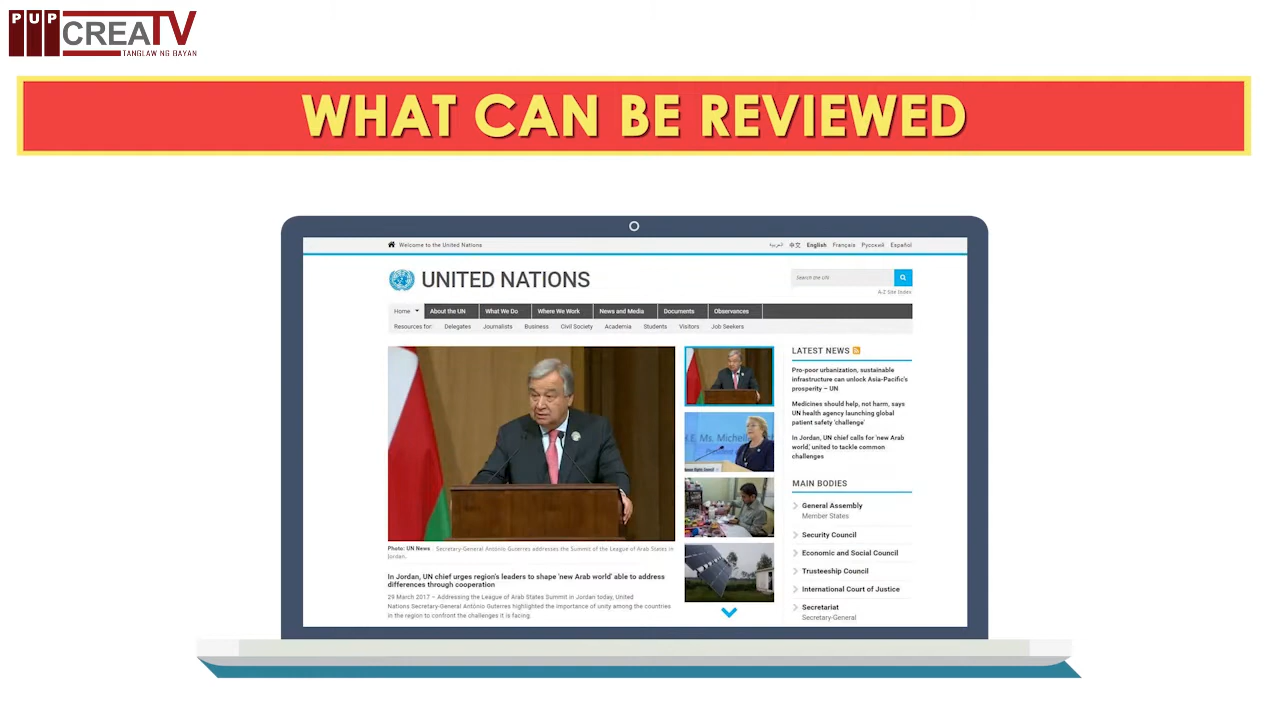 PUP
CREATV
TANGLAW NG BAYAN
WHAT CAN BE REVIEWED
Welcome to the United Nations
العربية 中文 English Français Русский Español
UNITED NATIONS
Search the UN
A-Z Site Index
Home About the UN What We Do Where We Work News and Media Documents Observances
Resources for: Delegates Journalists Business Civil Society Academia Students Visitors Job Seekers
Photo: UN News - Secretary-General António Guterres addresses the Summit of the League of Arab States in
Jordan.
In Jordan, UN chief urges region's leaders to shape 'new Arab world' able to address
differences through cooperation
29 March 2017 – Addressing the League of Arab States Summit in Jordan today, United
Nations Secretary-General António Guterres highlighted the importance of unity among the countries
in the region to confront the challenges it is facing.
H.E. Ms. Michelle
LATEST NEWS
Pro-poor urbanization, sustainable
infrastructure can unlock Asia-Pacific's
prosperity – UN
Medicines should help, not harm, says
UN health agency launching global
patient safety 'challenge'
In Jordan, UN chief calls for 'new Arab
world,' united to tackle common
challenges
MAIN BODIES
General Assembly
Member States
Security Council
Economic and Social Council
Trusteeship Council
International Court of Justice
Secretariat
Secretary-General